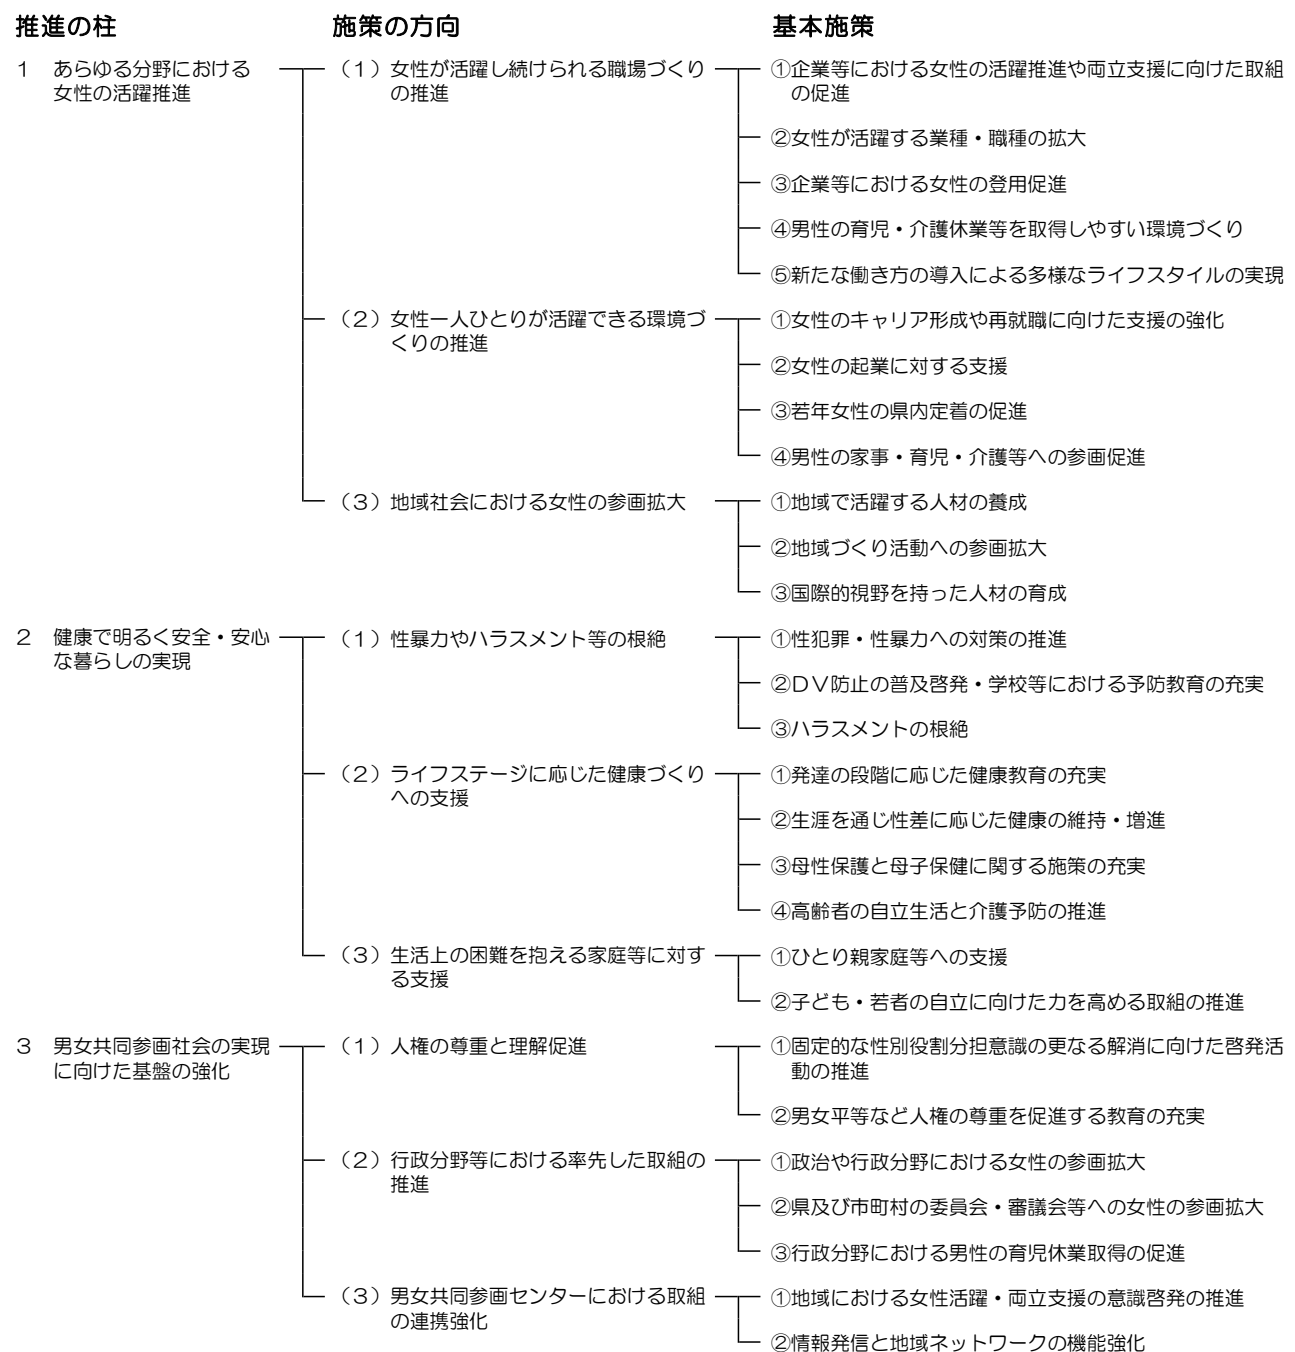 推進の柱 施策の方向 基本施策
1 あらゆる分野における
女性の活躍推進
(1)女性が活躍し続けられる職場づくり
の推進
①企業等における女性の活躍推進や両立支援に向けた取組
の促進
②女性が活躍する業種・職種の拡大
③企業等における女性の登用促進
④男性の育児・介護休業等を取得しやすい環境づくり
⑤新たな働き方の導入による多様なライフスタイルの実現
(2)女性一人ひとりが活躍できる環境づ
くりの推進
①女性のキャリア形成や再就職に向けた支援の強化
②女性の起業に対する支援
③若年女性の県内定着の促進
④男性の家事・育児・介護等への参画促進
(3)地域社会における女性の参画拡大
①地域で活躍する人材の養成
②地域づくり活動への参画拡大
③国際的視野を持った人材の育成
2 健康で明るく安全・安心
な暮らしの実現
(1)性暴力やハラスメント等の根絶
①性犯罪・性暴力への対策の推進
②DV防止の普及啓発・学校等における予防教育の充実
③ハラスメントの根絶
(2)ライフステージに応じた健康づくり
への支援
①発達の段階に応じた健康教育の充実
②生涯を通じ性差に応じた健康の維持・増進
③母性保護と母子保健に関する施策の充実
④高齢者の自立生活と介護予防の推進
(3)生活上の困難を抱える家庭等に対す
る支援
①ひとり親家庭等への支援
②子ども・若者の自立に向けた力を高める取組の推進
3 男女共同参画社会の実現
に向けた基盤の強化
(1)人権の尊重と理解促進
①固定的な性別役割分担意識の更なる解消に向けた啓発活
動の推進
②男女平等など人権の尊重を促進する教育の充実
(2)行政分野等における率先した取組の
推進
①政治や行政分野における女性の参画拡大
②県及び市町村の委員会・審議会等への女性の参画拡大
③行政分野における男性の育児休業取得の促進
(3)男女共同参画センターにおける取組
の連携強化
①地域における女性活躍・両立支援の意識啓発の推進
②情報発信と地域ネットワークの機能強化